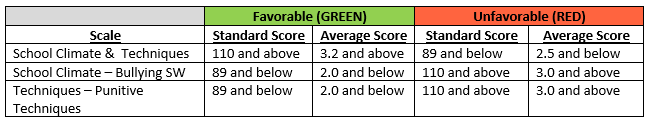 Favorable (GREEN) Unfavorable (RED)
Scale Standard Score Average Score Standard Score Average Score
School Climate & Techniques 110 and above 3.2 and above 89 and below 2.5 and below
School Climate – Bullying SW 89 and below 2.0 and below 110 and above 3.0 and above
Techniques – Punitive 89 and below 2.0 and below 110 and above 3.0 and above
Techniques